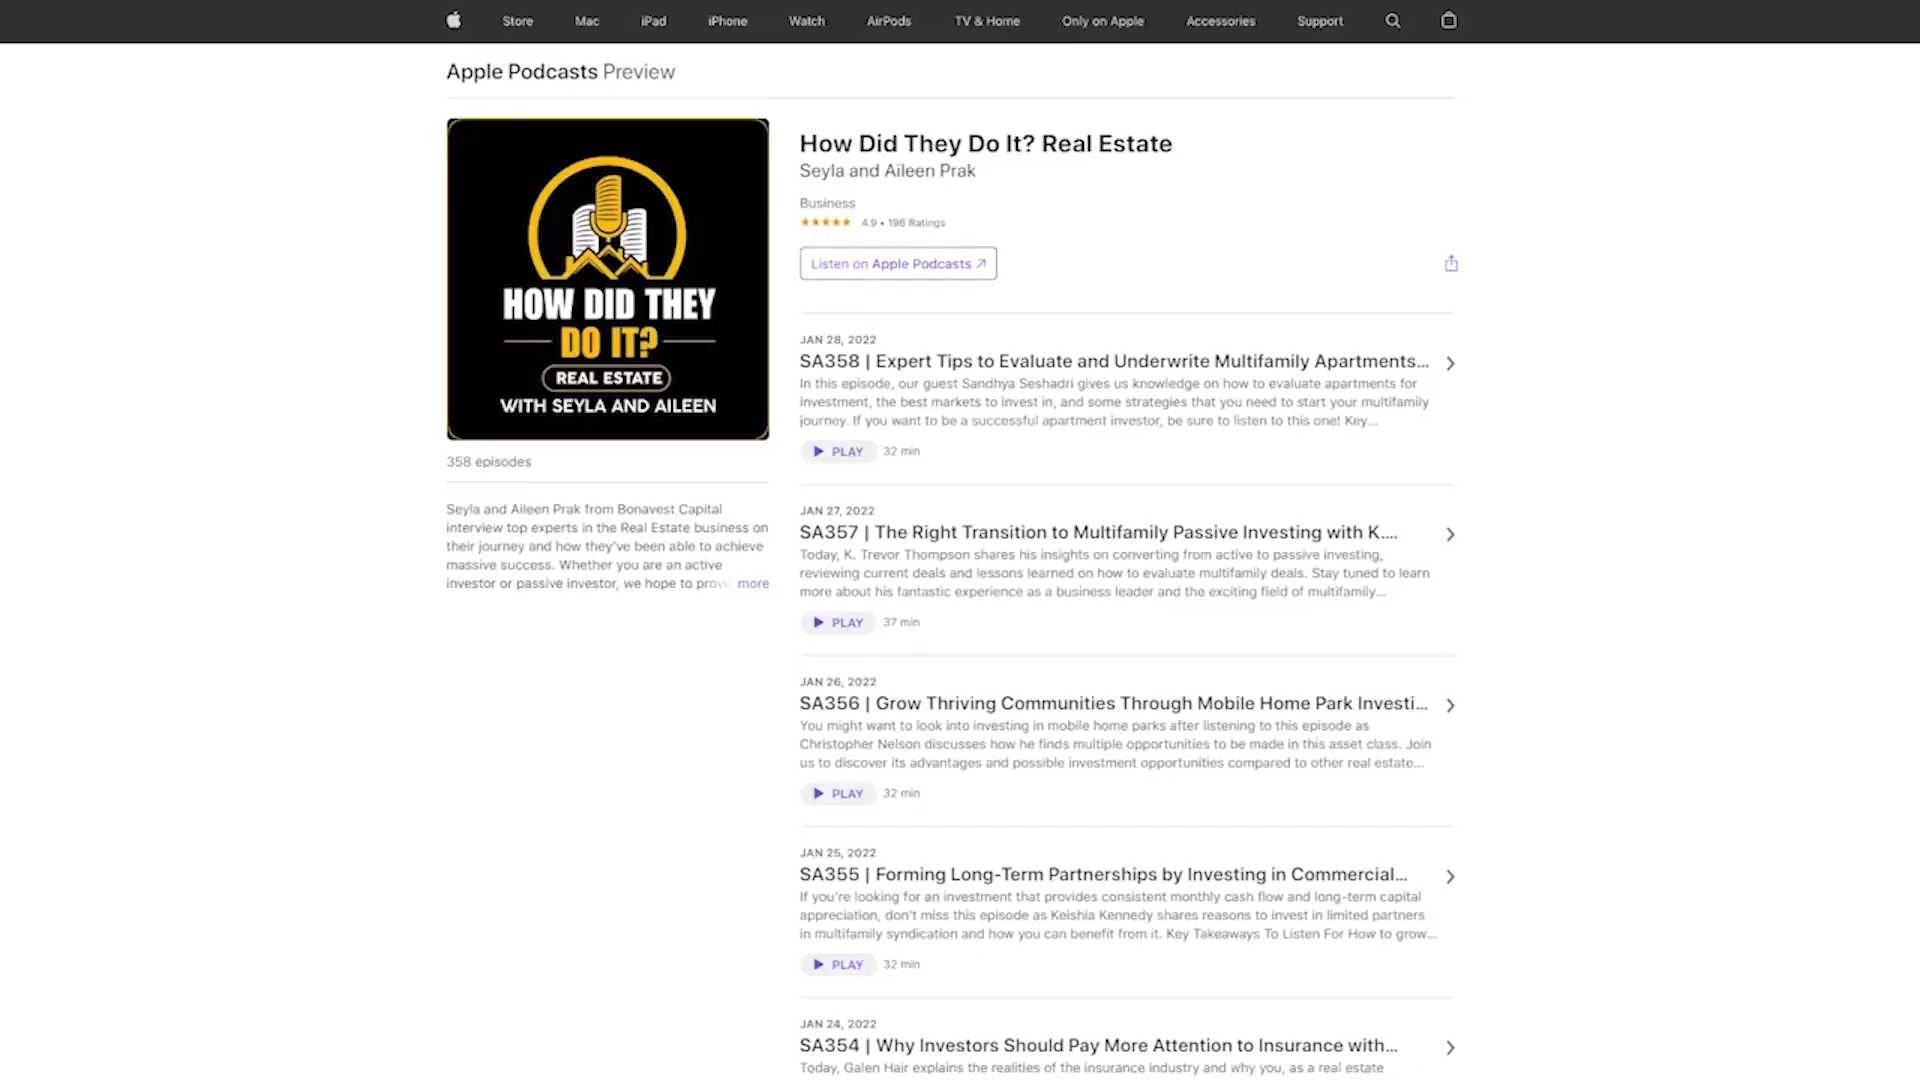 Store Mac iPad iPhone Watch AirPods TV & Home Only on Apple Accessories Support
Apple Podcasts Preview
HOW DID THEY
DO IT?
REAL ESTATE
WITH SEYLA AND AILEEN
358 episodes
Seyla and Aileen Prak from Bonavest Capital
interview top experts in the Real Estate business on
their journey and how they've been able to achieve
massive success. Whether you are an active
investor or passive investor, we hope to provi more
How Did They Do It? Real Estate
Seyla and Aileen Prak
Business
★★★★★ 4.9 • 196 Ratings
Listen on Apple Podcasts ↗
JAN 28, 2022
SA358 | Expert Tips to Evaluate and Underwrite Multifamily Apartments...
In this episode, our guest Sandhya Seshadri gives us knowledge on how to evaluate apartments for
investment, the best markets to invest in, and some strategies that you need to start your multifamily
journey. If you want to be a successful apartment investor, be sure to listen to this one! Key...
PLAY 32 min
JAN 27, 2022
SA357 | The Right Transition to Multifamily Passive Investing with K....
Today, K. Trevor Thompson shares his insights on converting from active to passive investing,
reviewing current deals and lessons learned on how to evaluate multifamily deals. Stay tuned to learn
more about his fantastic experience as a business leader and the exciting field of multifamily...
PLAY 37 min
JAN 26, 2022
SA356 | Grow Thriving Communities Through Mobile Home Park Investi...
You might want to look into investing in mobile home parks after listening to this episode as
Christopher Nelson discusses how he finds multiple opportunities to be made in this asset class. Join
us to discover its advantages and possible investment opportunities compared to other real estate...
PLAY 32 min
JAN 25, 2022
SA355 | Forming Long-Term Partnerships by Investing in Commercial...
If you're looking for an investment that provides consistent monthly cash flow and long-term capital
appreciation, don't miss this episode as Keishia Kennedy shares reasons to invest in limited partners
in multifamily syndication and how you can benefit from it. Key Takeaways To Listen For How to grow...
PLAY 32 min
JAN 24, 2022
SA354 | Why Investors Should Pay More Attention to Insurance with...
Today, Galen Hair explains the realities of the insurance industry and why you, as a real estate